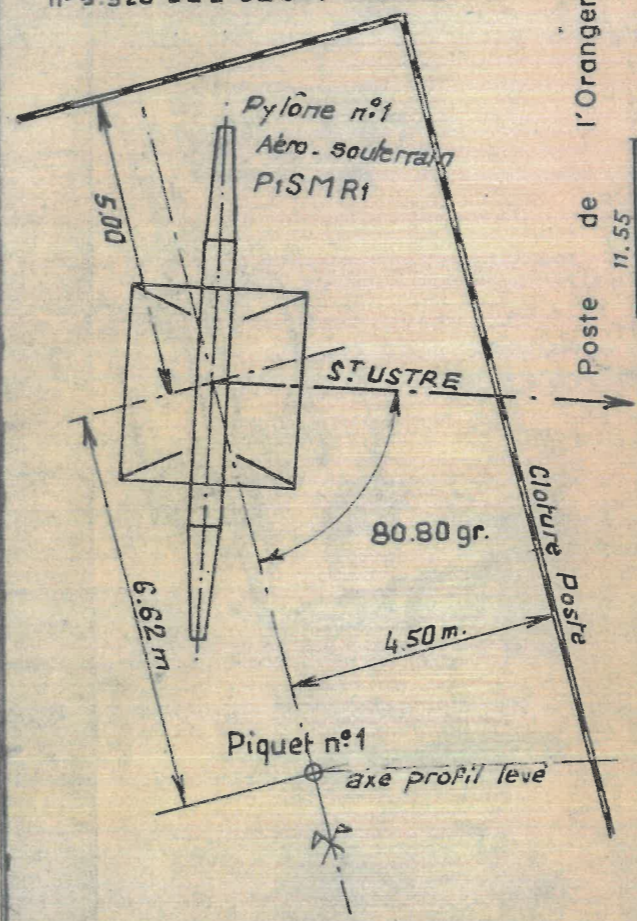 Pylône n°1
Aéro-souterrain
P1SMR1
5.00
ST USTRE
80.80 gr.
Cloture Poste
6.62 m
4.50 m.
Piquet n°1
axe profil levé
Poste de l'Oranger
11.55